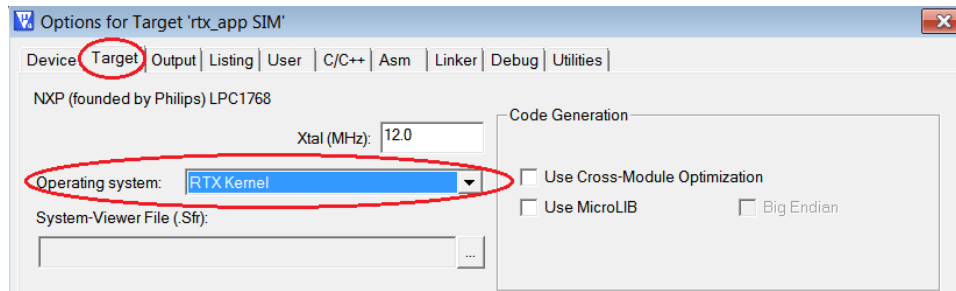 Options for Target 'rtx_app SIM'
Device Target Output Listing User C/C++ Asm Linker Debug Utilities
NXP (founded by Philips) LPC1768
Code Generation
Xtal (MHz): 12.0
Operating system: RTX Kernel
Use Cross-Module Optimization
Use MicroLIB Big Endian
System-Viewer File (.Sfr):
...